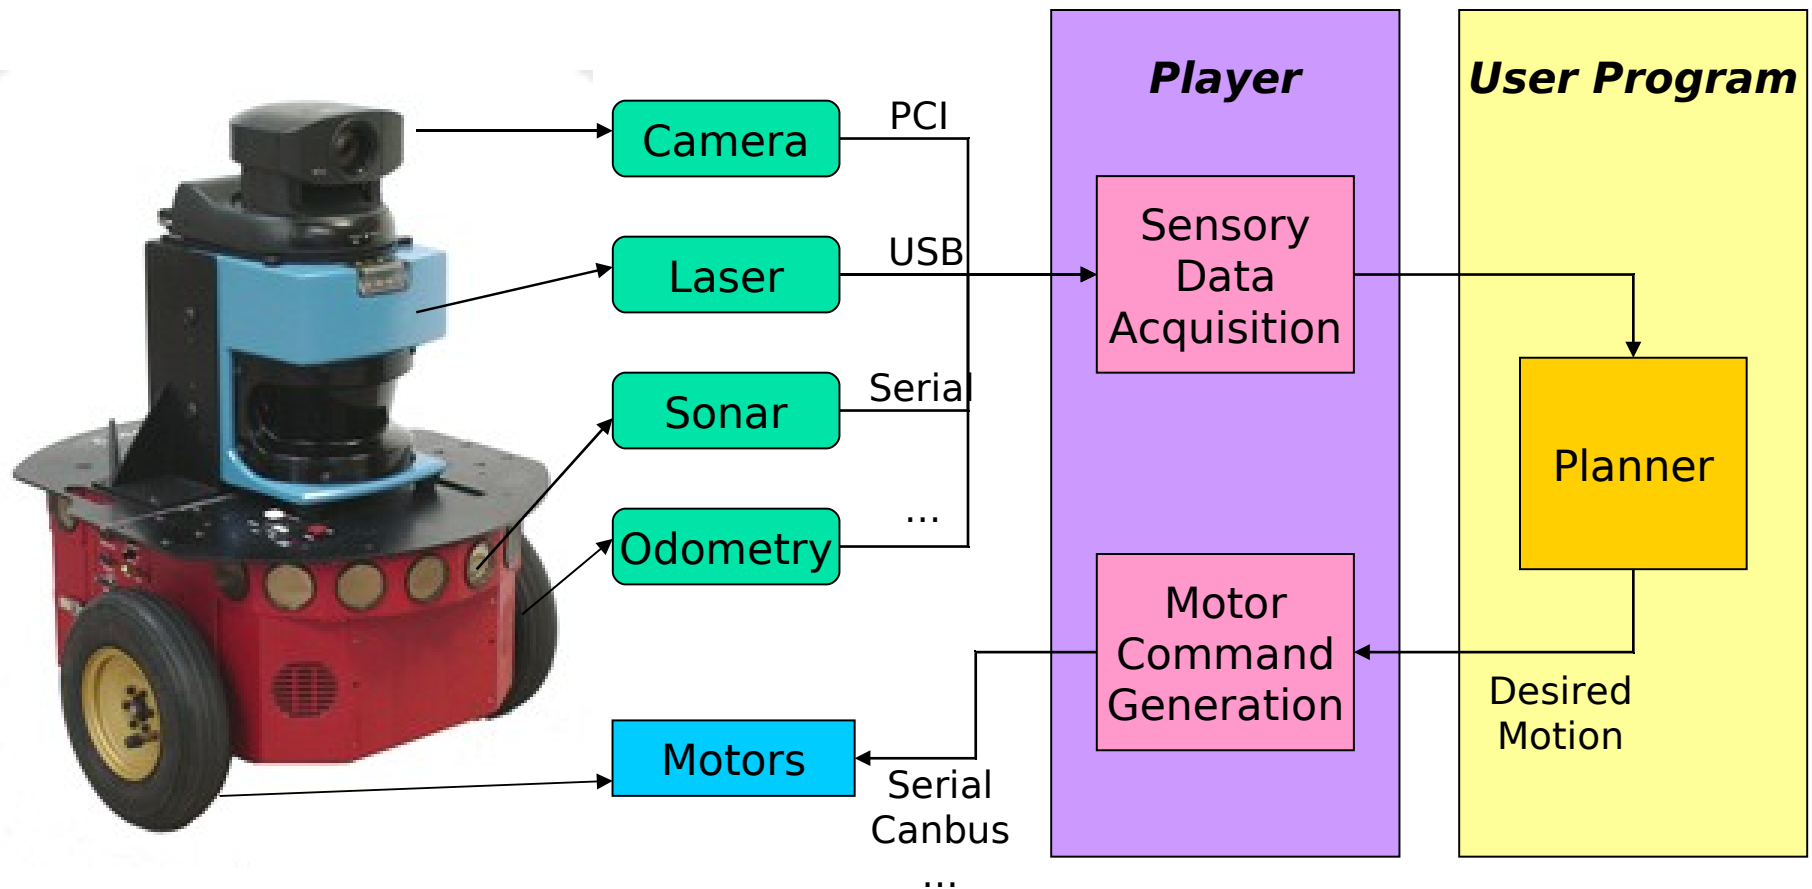 Player
User Program
Camera
PCI
Laser
USB
Sonar
Serial
Odometry
...
Sensory
Data
Acquisition
Planner
Motor
Command
Generation
Desired
Motion
Motors
Serial
Canbus
...